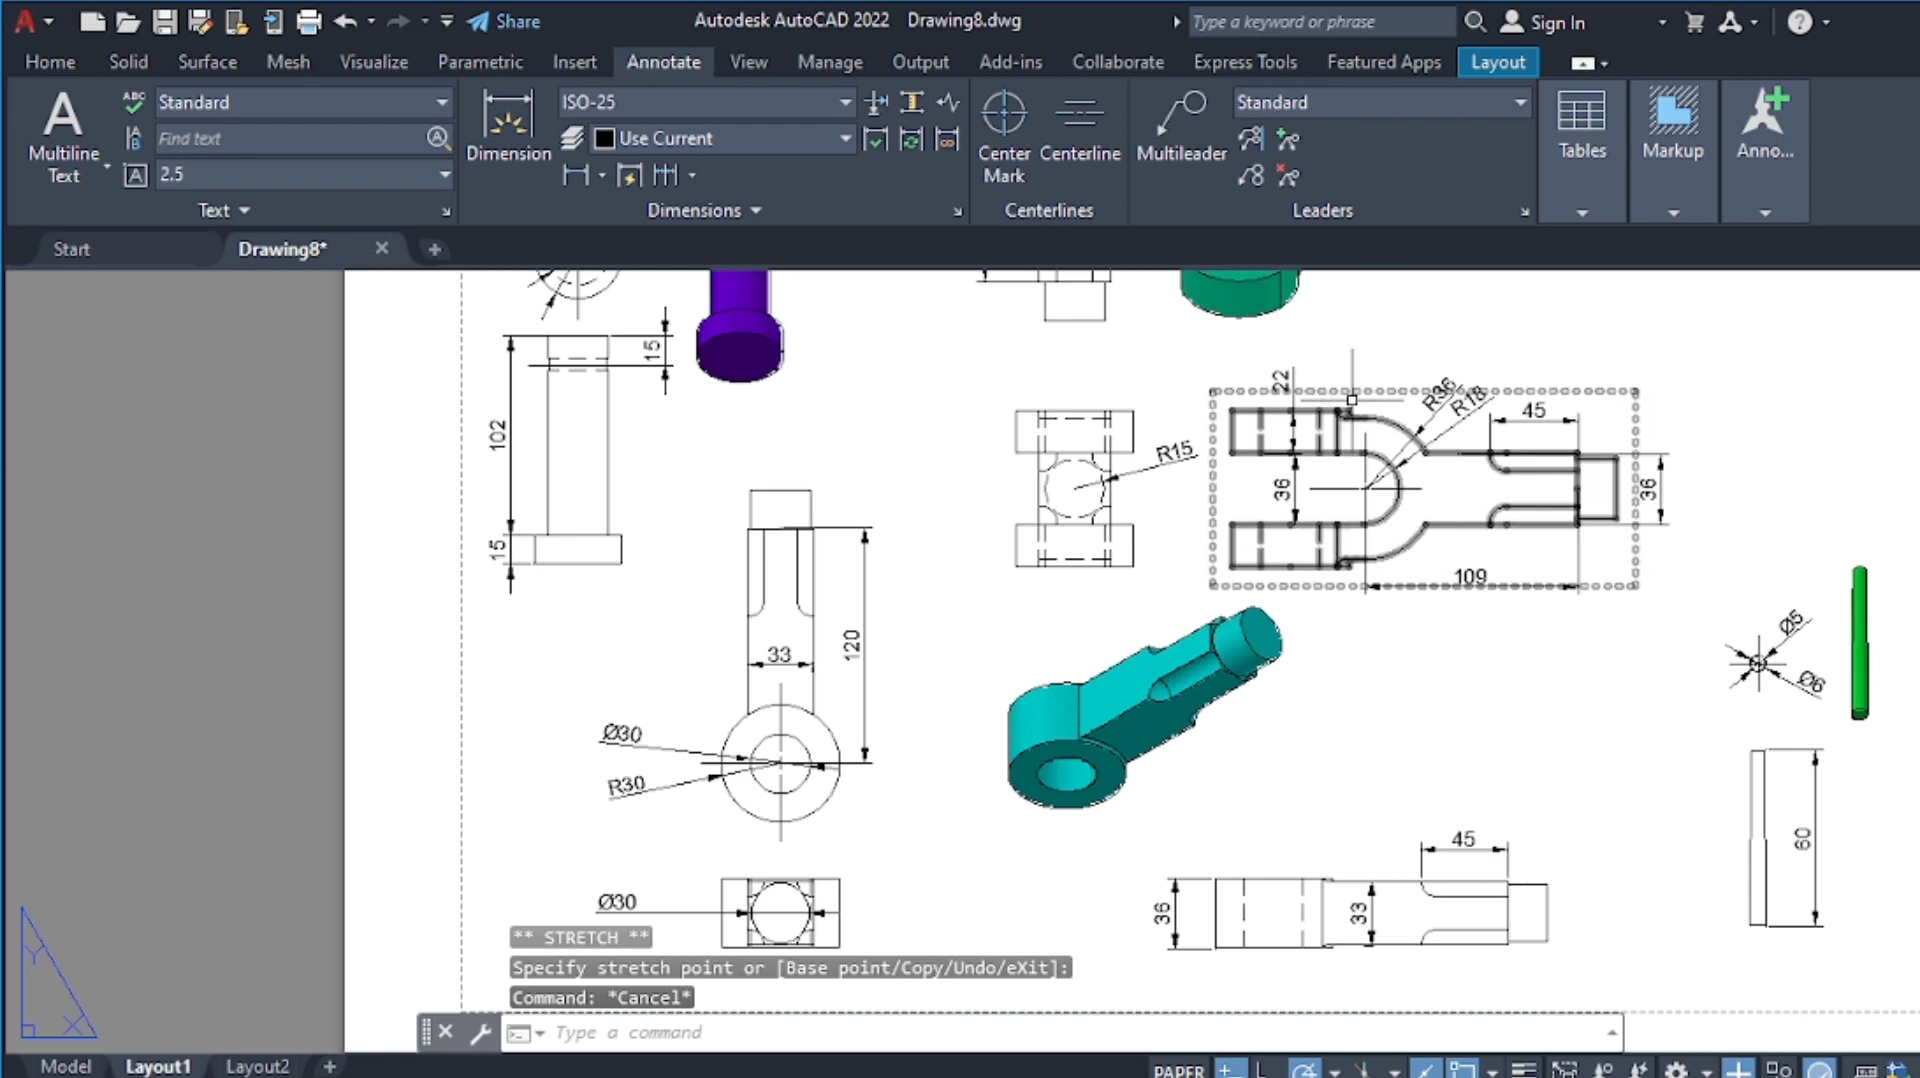 Share
Autodesk AutoCAD 2022 Drawing8.dwg
Type a keyword or phrase
Sign In
Home Solid Surface Mesh Visualize Parametric Insert Annotate View Manage Output Add-ins Collaborate Express Tools Featured Apps Layout
A
Multiline
Text
ABC
Standard
Find text
2.5
Text
Dimension
ISO-25
Use Current
Dimensions
Center
Mark
Centerline
Centerlines
Multileader
Standard
Leaders
Tables
Markup
Anno...
Start
Drawing8*
102
15
15
R15
22
R36
R18
45
36
36
109
33
120
Ø30
R30
Ø5
Ø6
60
Ø30
45
36
33
** STRETCH **
Specify stretch point or [Base point/Copy/Undo/eXit]:
Command: *Cancel*
Type a command
Y
X
Model Layout1 Layout2 +
PAPER